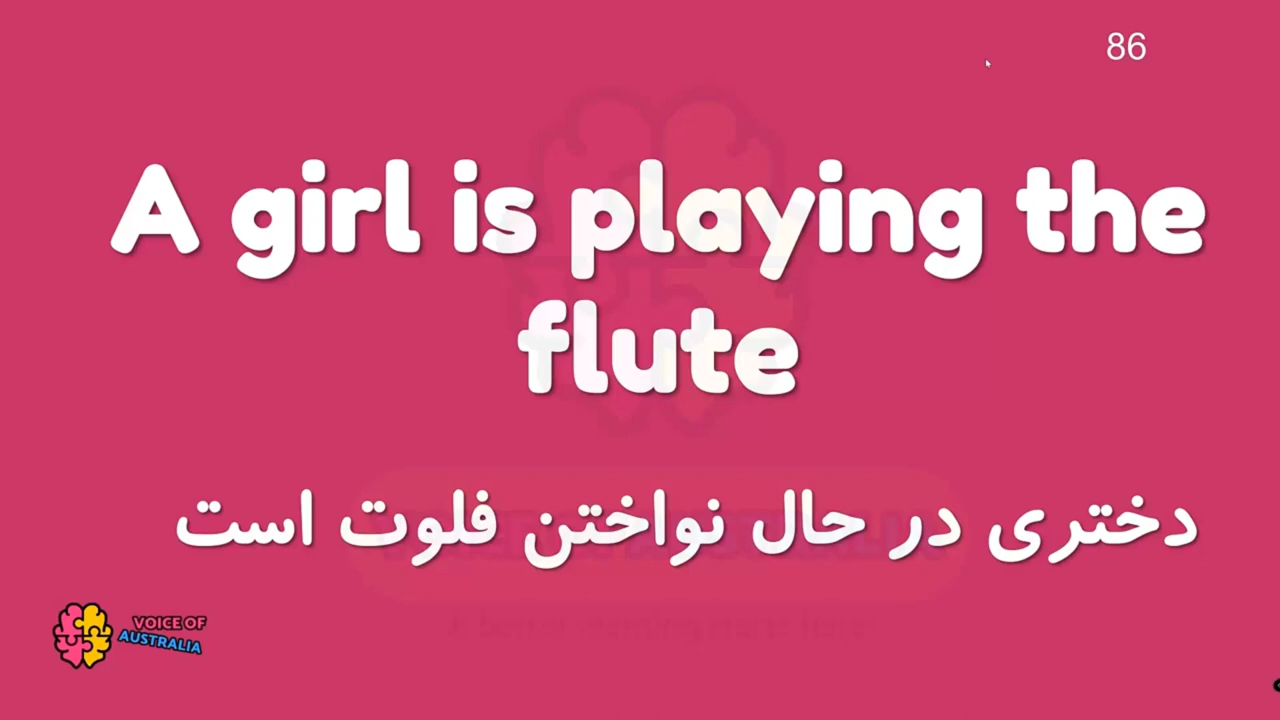 86
A girl is playing the
flute
دختری در حال نواختن فلوت است
VOICE OF
AUSTRALIA